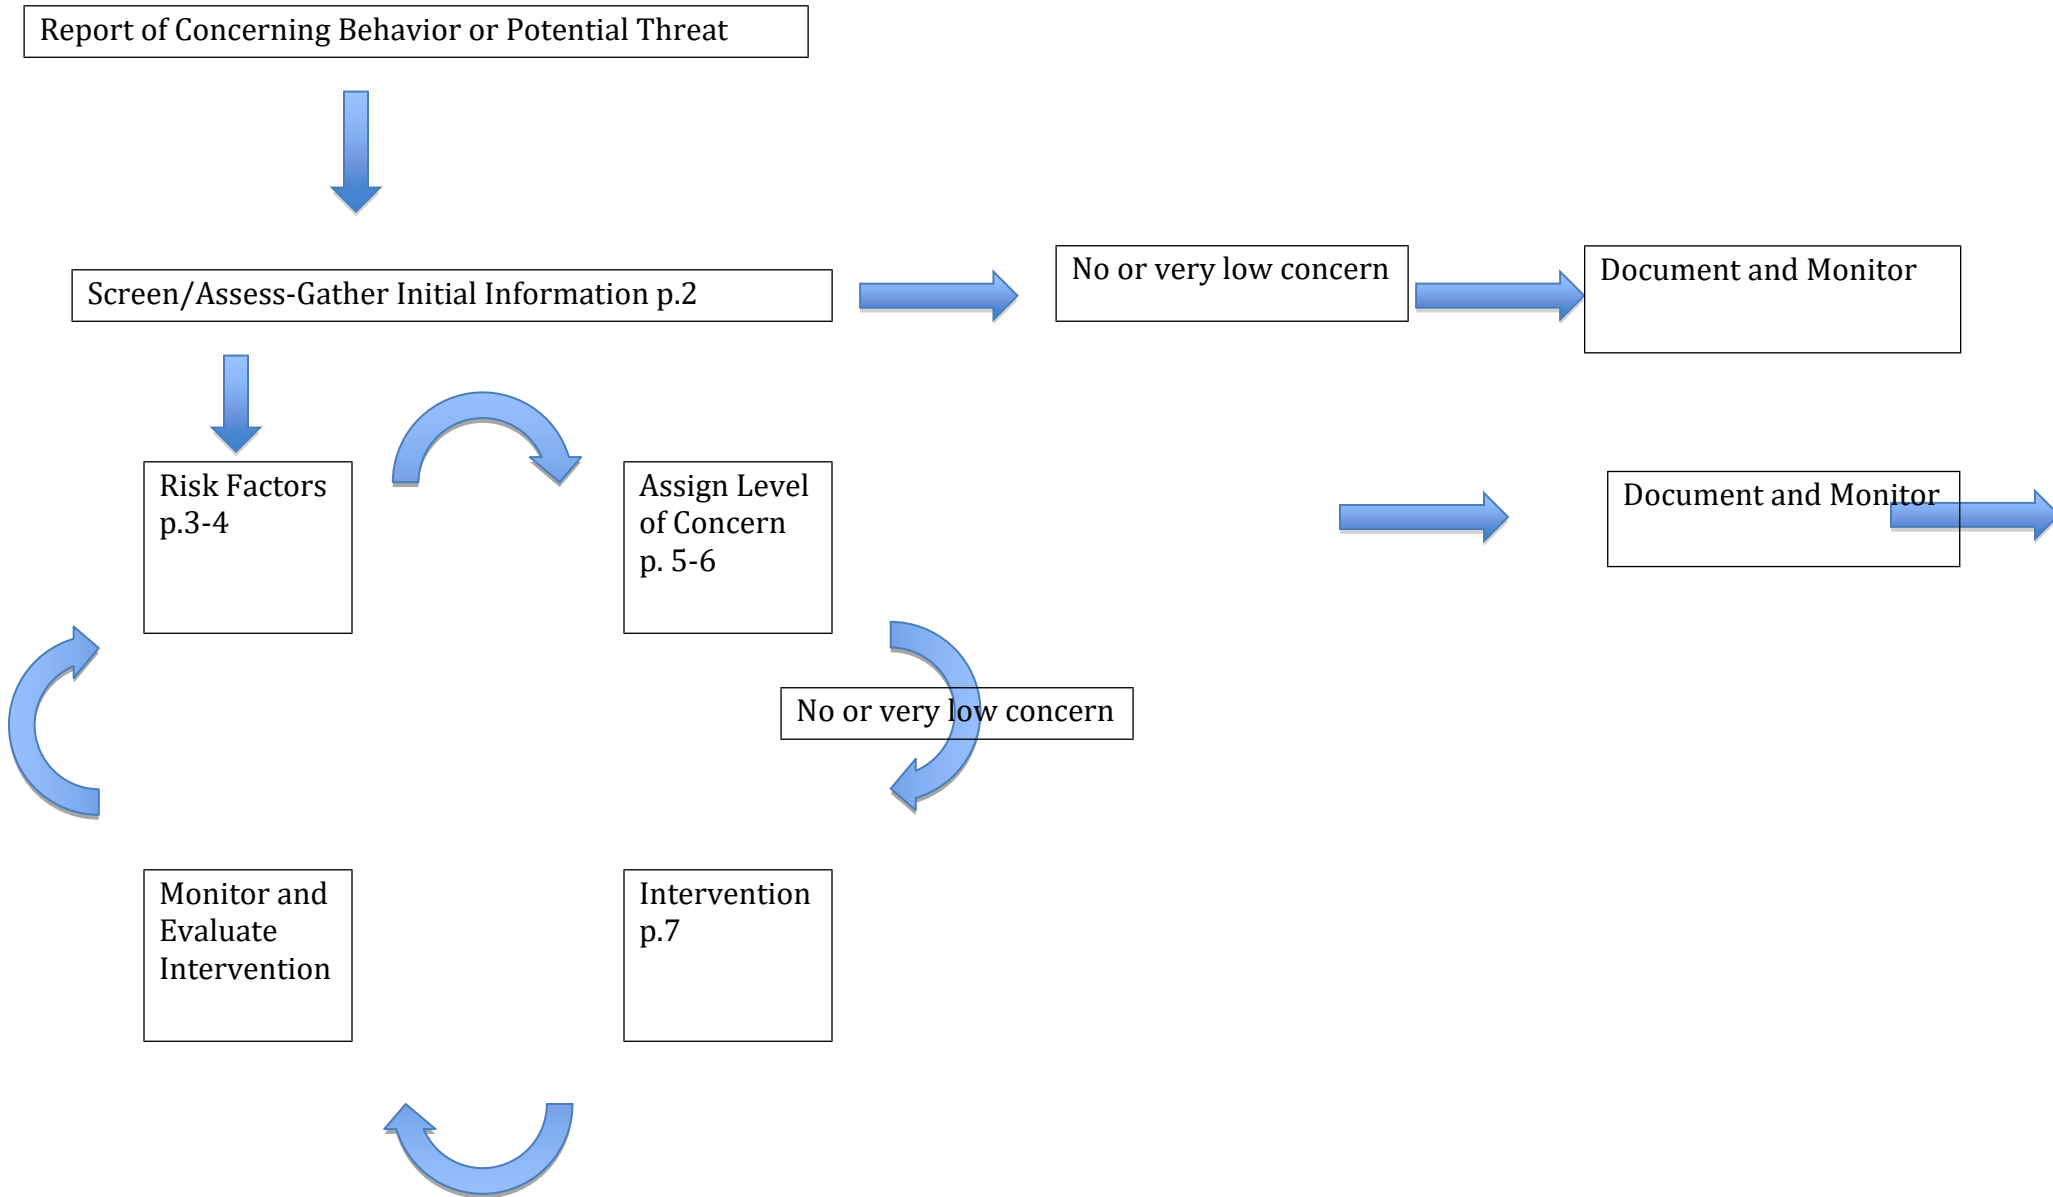 Report of Concerning Behavior or Potential Threat
Screen/Assess-Gather Initial Information p.2
No or very low concern
Document and Monitor
Risk Factors
p.3-4
Assign Level
of Concern
p. 5-6
Document and Monitor
No or very low concern
Monitor and
Evaluate
Intervention
Intervention
p.7